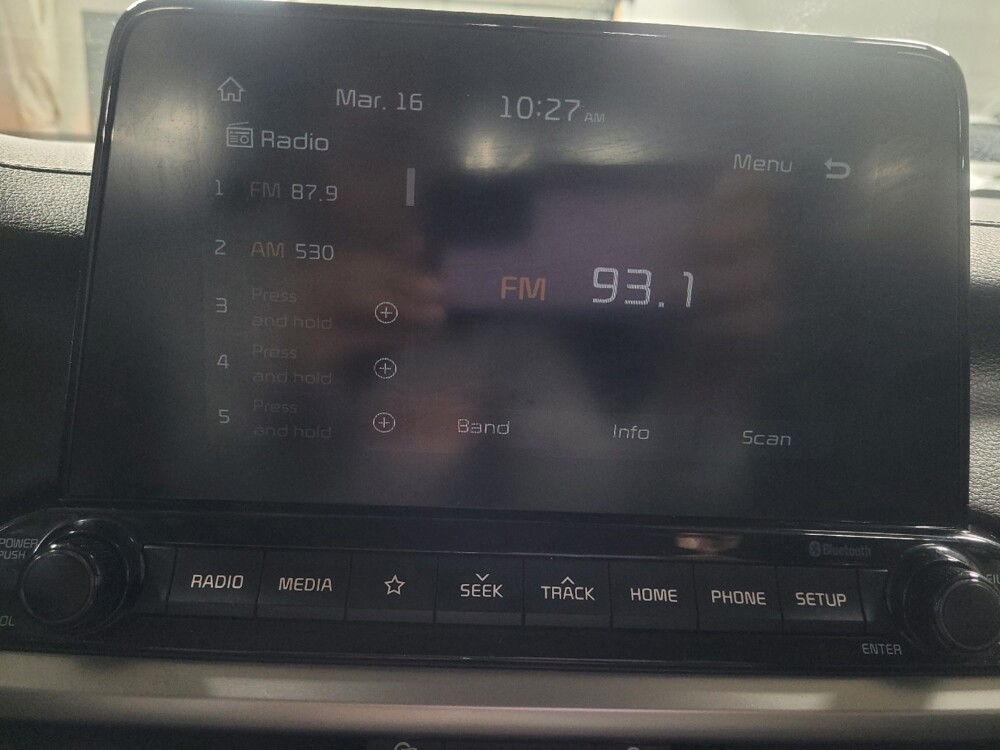 Mar. 16 10:27 AM
Radio
Menu
1 FM 87.9
2 AM 530
FM 93.1
3 Press and hold
4 Press and hold
5 Press and hold
Band Info Scan
POWER
PUSH
Bluetooth
RADIO MEDIA SEEK TRACK HOME PHONE SETUP
ENTER